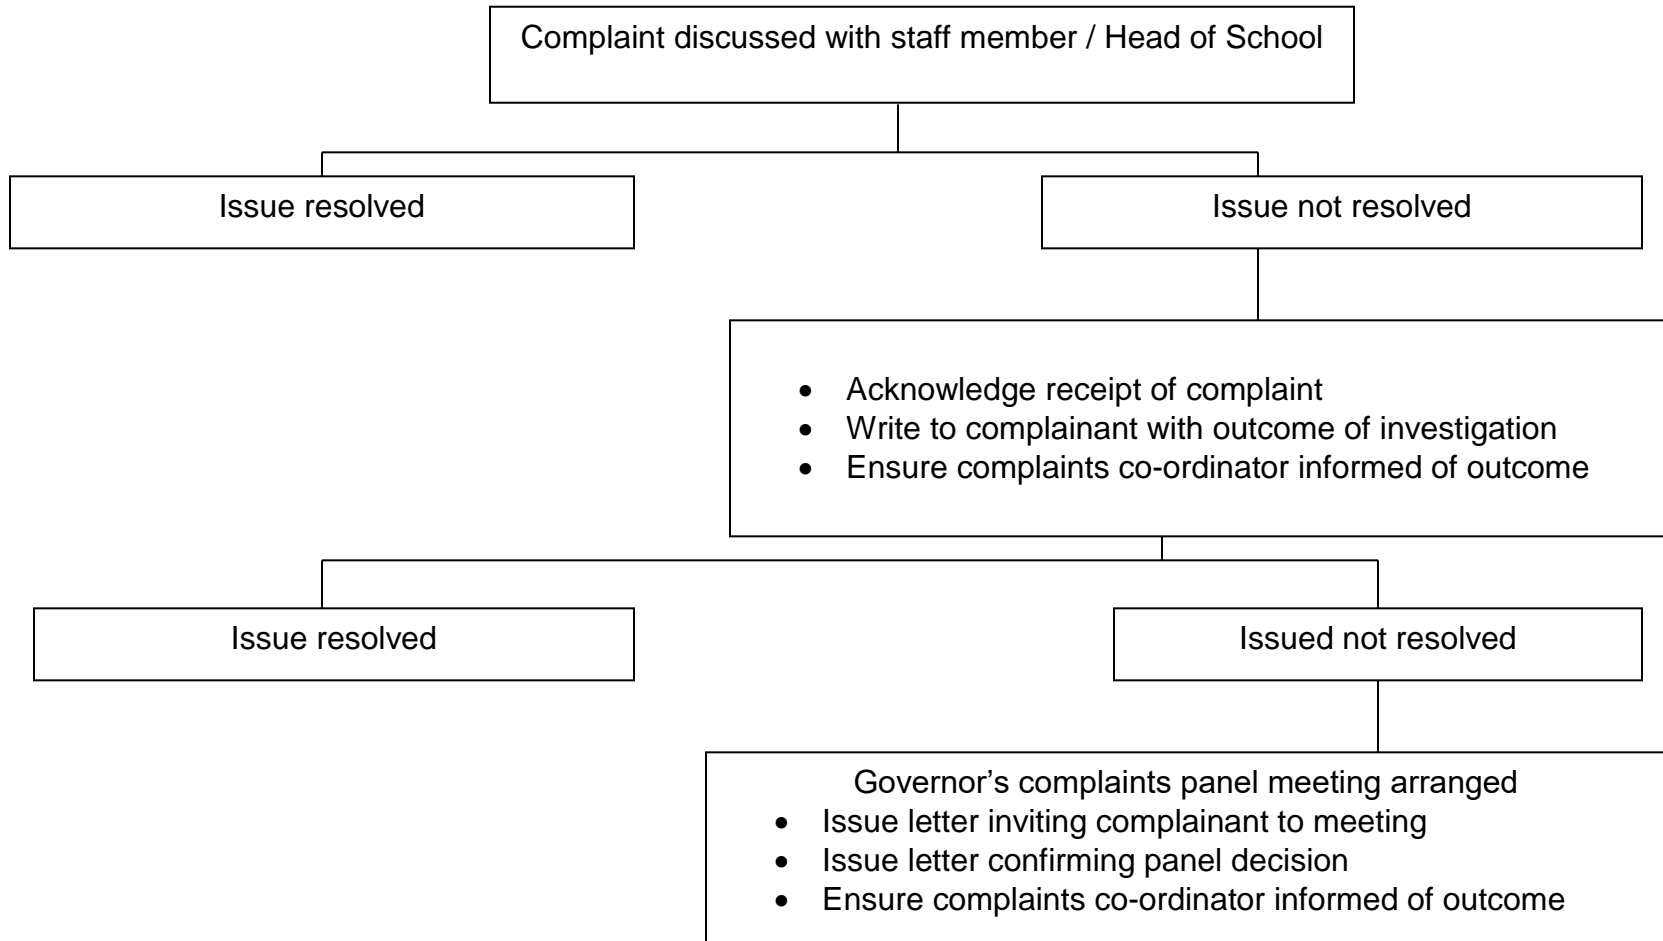 Complaint discussed with staff member / Head of School
Issue resolved
Issue not resolved
• Acknowledge receipt of complaint
• Write to complainant with outcome of investigation
• Ensure complaints co-ordinator informed of outcome
Issue resolved
Issued not resolved
Governor’s complaints panel meeting arranged
• Issue letter inviting complainant to meeting
• Issue letter confirming panel decision
• Ensure complaints co-ordinator informed of outcome